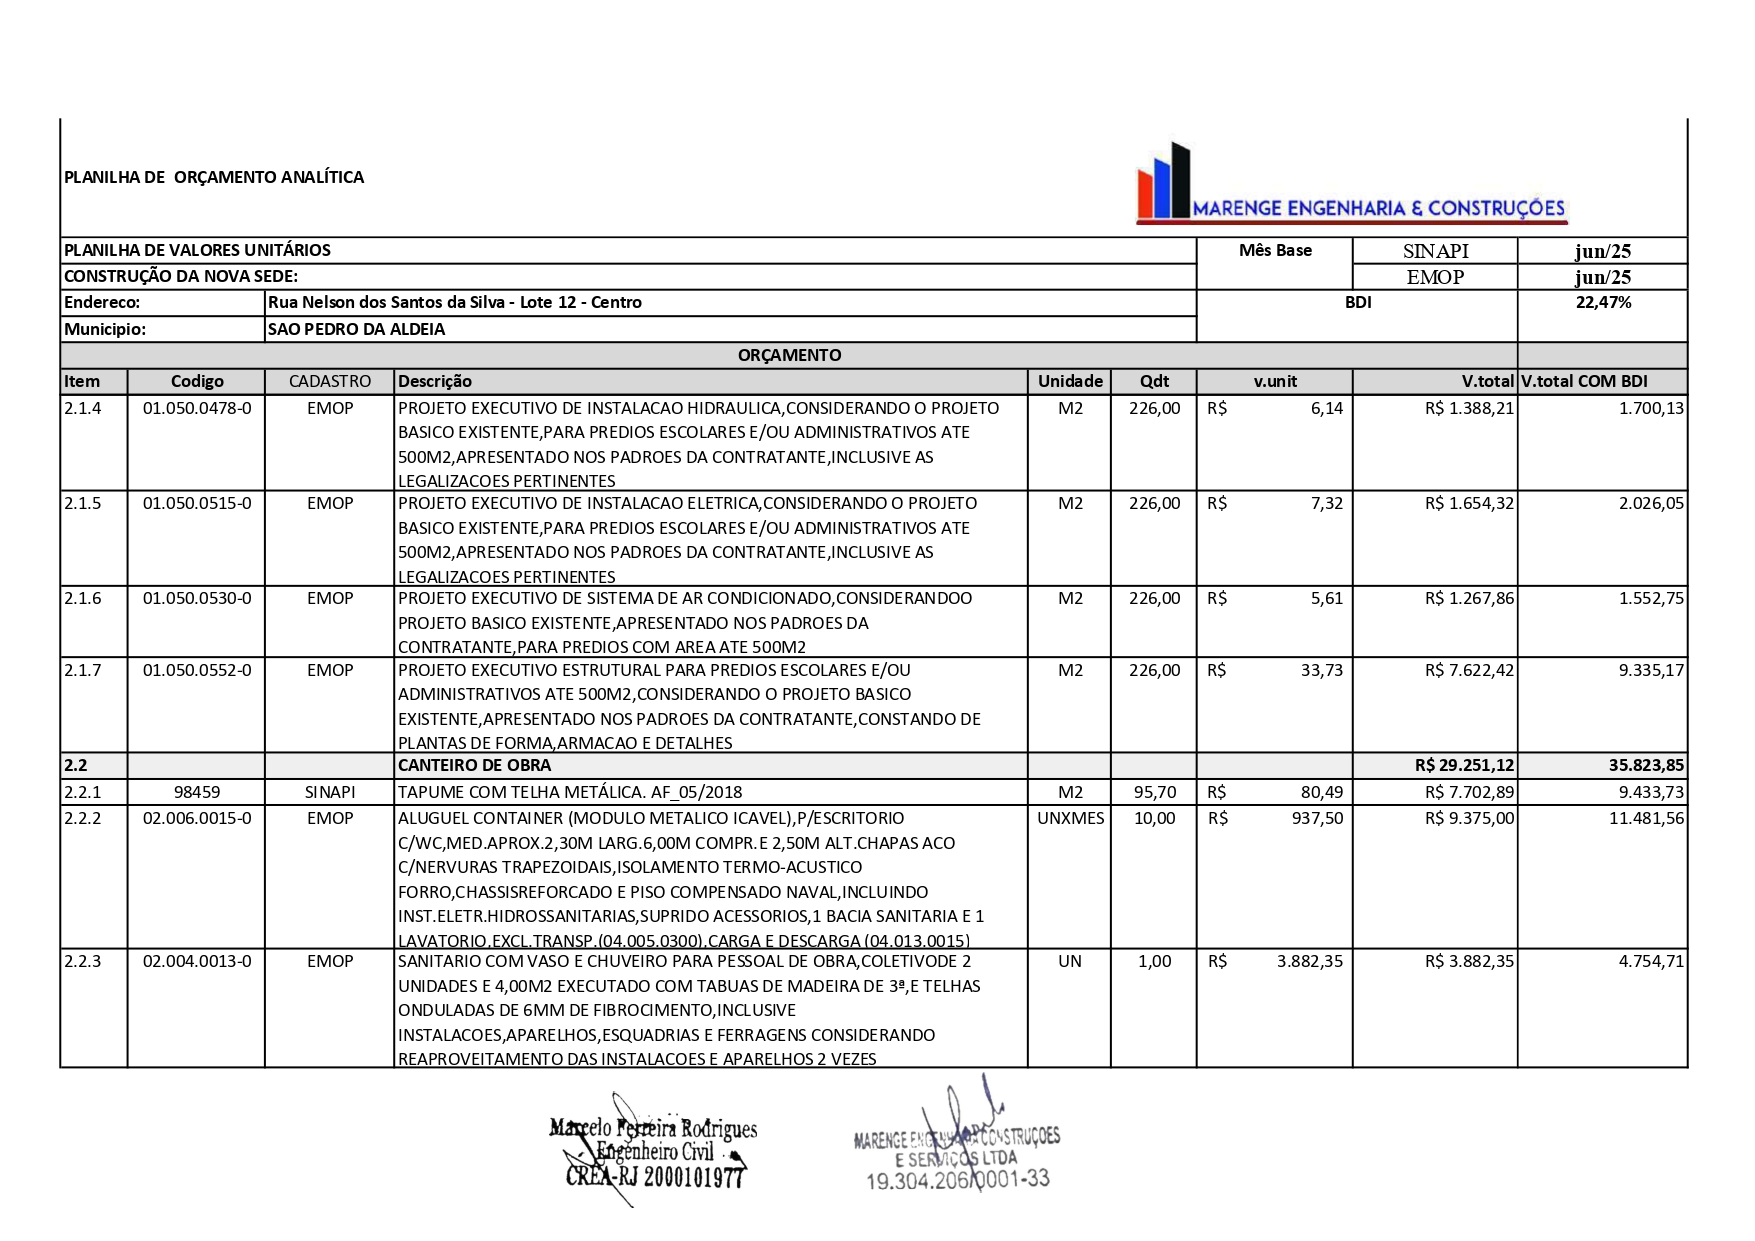 PLANILHA DE ORÇAMENTO ANALÍTICA
MARENGE ENGENHARIA & CONSTRUÇÕES
PLANILHA DE VALORES UNITÁRIOS Mês Base SINAPI jun/25
CONSTRUÇÃO DA NOVA SEDE: EMOP jun/25
Endereco: Rua Nelson dos Santos da Silva - Lote 12 - Centro BDI 22,47%
Municipio: SAO PEDRO DA ALDEIA
ORÇAMENTO
Item Codigo CADASTRO Descrição Unidade Qdt v.unit V.total V.total COM BDI
2.1.4 01.050.0478-0 EMOP PROJETO EXECUTIVO DE INSTALACAO HIDRAULICA,CONSIDERANDO O PROJETO M2 226,00 R$ 6,14 R$ 1.388,21 1.700,13
BASICO EXISTENTE,PARA PREDIOS ESCOLARES E/OU ADMINISTRATIVOS ATE
500M2,APRESENTADO NOS PADROES DA CONTRATANTE,INCLUSIVE AS
LEGALIZACOES PERTINENTES
2.1.5 01.050.0515-0 EMOP PROJETO EXECUTIVO DE INSTALACAO ELETRICA,CONSIDERANDO O PROJETO M2 226,00 R$ 7,32 R$ 1.654,32 2.026,05
BASICO EXISTENTE,PARA PREDIOS ESCOLARES E/OU ADMINISTRATIVOS ATE
500M2,APRESENTADO NOS PADROES DA CONTRATANTE,INCLUSIVE AS
LEGALIZACOES PERTINENTES
2.1.6 01.050.0530-0 EMOP PROJETO EXECUTIVO DE SISTEMA DE AR CONDICIONADO,CONSIDERANDOO M2 226,00 R$ 5,61 R$ 1.267,86 1.552,75
PROJETO BASICO EXISTENTE,APRESENTADO NOS PADROES DA
CONTRATANTE,PARA PREDIOS COM AREA ATE 500M2
2.1.7 01.050.0552-0 EMOP PROJETO EXECUTIVO ESTRUTURAL PARA PREDIOS ESCOLARES E/OU M2 226,00 R$ 33,73 R$ 7.622,42 9.335,17
ADMINISTRATIVOS ATE 500M2,CONSIDERANDO O PROJETO BASICO
EXISTENTE,APRESENTADO NOS PADROES DA CONTRATANTE,CONSTANDO DE
PLANTAS DE FORMA,ARMACAO E DETALHES
2.2 CANTEIRO DE OBRA R$ 29.251,12 35.823,85
2.2.1 98459 SINAPI TAPUME COM TELHA METÁLICA. AF_05/2018 M2 95,70 R$ 80,49 R$ 7.702,89 9.433,73
2.2.2 02.006.0015-0 EMOP ALUGUEL CONTAINER (MODULO METALICO ICAVEL),P/ESCRITORIO UNXMES 10,00 R$ 937,50 R$ 9.375,00 11.481,56
C/WC,MED.APROX.2,30M LARG.6,00M COMPR.E 2,50M ALT.CHAPAS ACO
C/NERVURAS TRAPEZOIDAIS,ISOLAMENTO TERMO-ACUSTICO
FORRO,CHASSISREFORCADO E PISO COMPENSADO NAVAL,INCLUINDO
INST.ELETR.HIDROSSANITARIAS,SUPRIDO ACESSORIOS,1 BACIA SANITARIA E 1
LAVATORIO,EXCL.TRANSP.(04.005.0300),CARGA E DESCARGA (04.013.0015)
2.2.3 02.004.0013-0 EMOP SANITARIO COM VASO E CHUVEIRO PARA PESSOAL DE OBRA,COLETIVODE 2 UN 1,00 R$ 3.882,35 R$ 3.882,35 4.754,71
UNIDADES E 4,00M2 EXECUTADO COM TABUAS DE MADEIRA DE 3ª,E TELHAS
ONDULADAS DE 6MM DE FIBROCIMENTO,INCLUSIVE
INSTALACOES,APARELHOS,ESQUADRIAS E FERRAGENS CONSIDERANDO
REAPROVEITAMENTO DAS INSTALACOES E APARELHOS 2 VEZES
Marcelo Ferreira Rodrigues
Engenheiro Civil
CREA-RJ 2000101977
MARENGE ENGENHARIA CONSTRUÇOES
E SERVIÇOS LTDA
19.304.206/0001-33